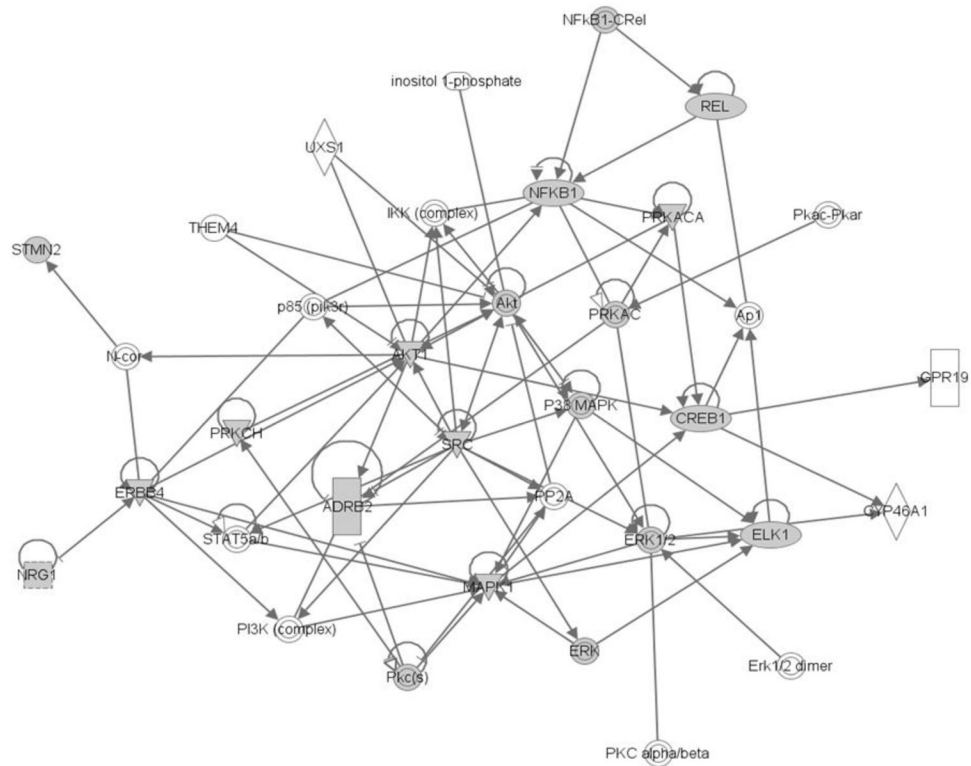 NFkB1-CRel
inositol 1-phosphate
REL
UXS1
NFKB1
IKK (complex)
PRKACA
Pkac-Pkar
THEM4
STMN2
p85 (pik3r)
Akt
PRKAC
Ap1
N-cor
AKT1
GPR19
P38 MAPK
CREB1
PRKCH
SRC
ERBB4
ADRB2
PP2A
CYP46A1
STAT5a/b
ERK1/2
ELK1
NRG1
MAPK1
PI3K (complex)
ERK
Erk1/2 dimer
Pkc(s)
PKC alpha/beta